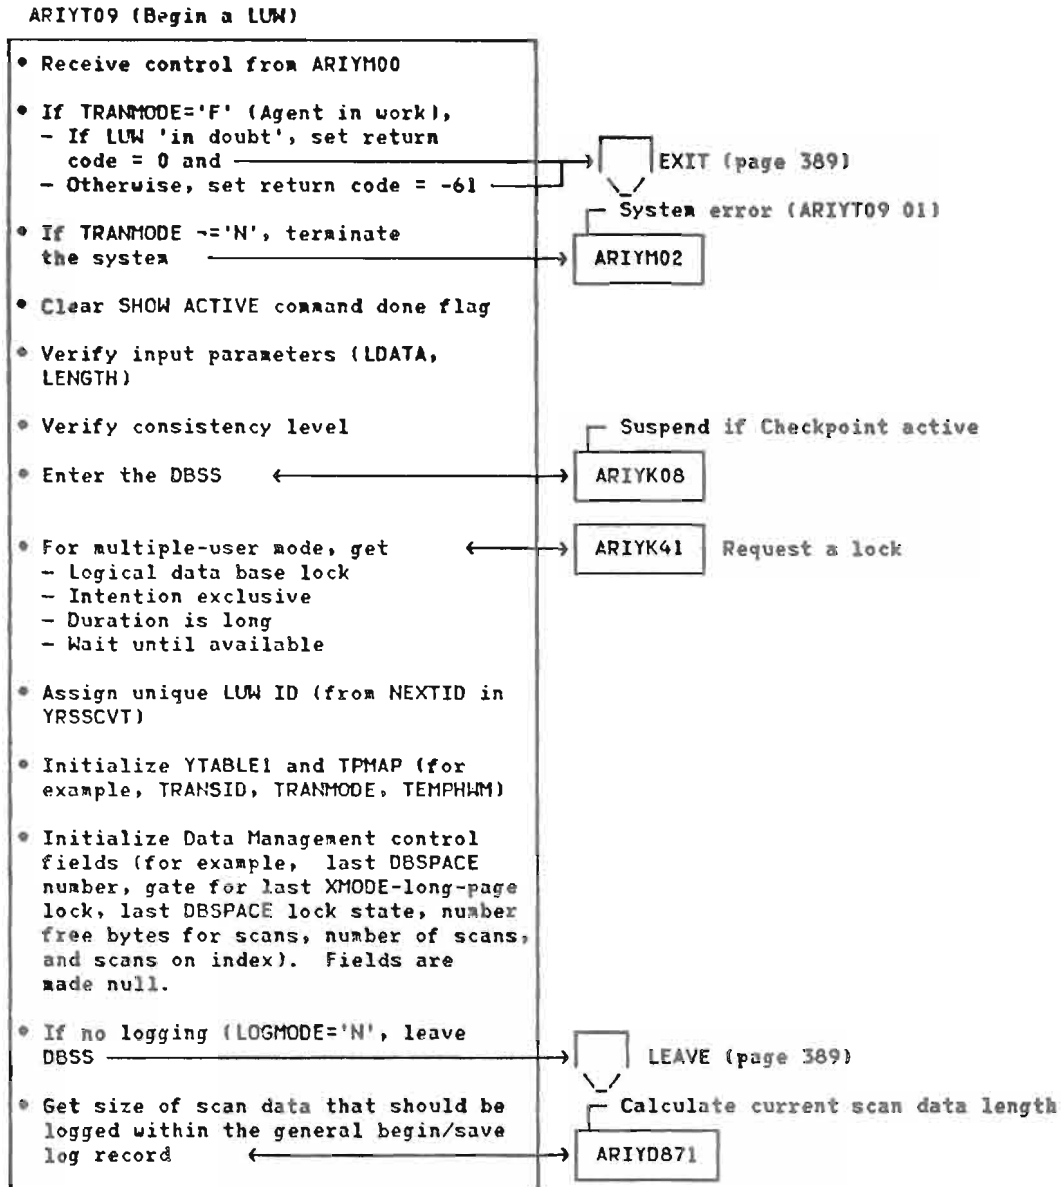 ARIYT09 (Begin a LUW)
• Receive control from ARIYM00
• If TRANMODE='F' (Agent in work),
– If LUW 'in doubt', set return
code = 0 and
EXIT (page 389)
– Otherwise, set return code = -61
System error (ARIYT09 01)
• If TRANMODE ¬='N', terminate
the system
ARIYM02
• Clear SHOW ACTIVE command done flag
• Verify input parameters (LDATA,
LENGTH)
• Verify consistency level
Suspend if Checkpoint active
• Enter the DBSS
ARIYK08
• For multiple-user mode, get
ARIYK41 Request a lock
– Logical data base lock
– Intention exclusive
– Duration is long
– Wait until available
• Assign unique LUW ID (from NEXTID in
YRSSCVT)
• Initialize YTABLE1 and TPMAP (for
example, TRANSID, TRANMODE, TEMPHWM)
• Initialize Data Management control
fields (for example, last DBSPACE
number, gate for last XMODE-long-page
lock, last DBSPACE lock state, number
free bytes for scans, number of scans,
and scans on index). Fields are
made null.
• If no logging (LOGMODE='N', leave
DBSS
LEAVE (page 389)
• Get size of scan data that should be
Calculate current scan data length
logged within the general begin/save
log record
ARIYD871